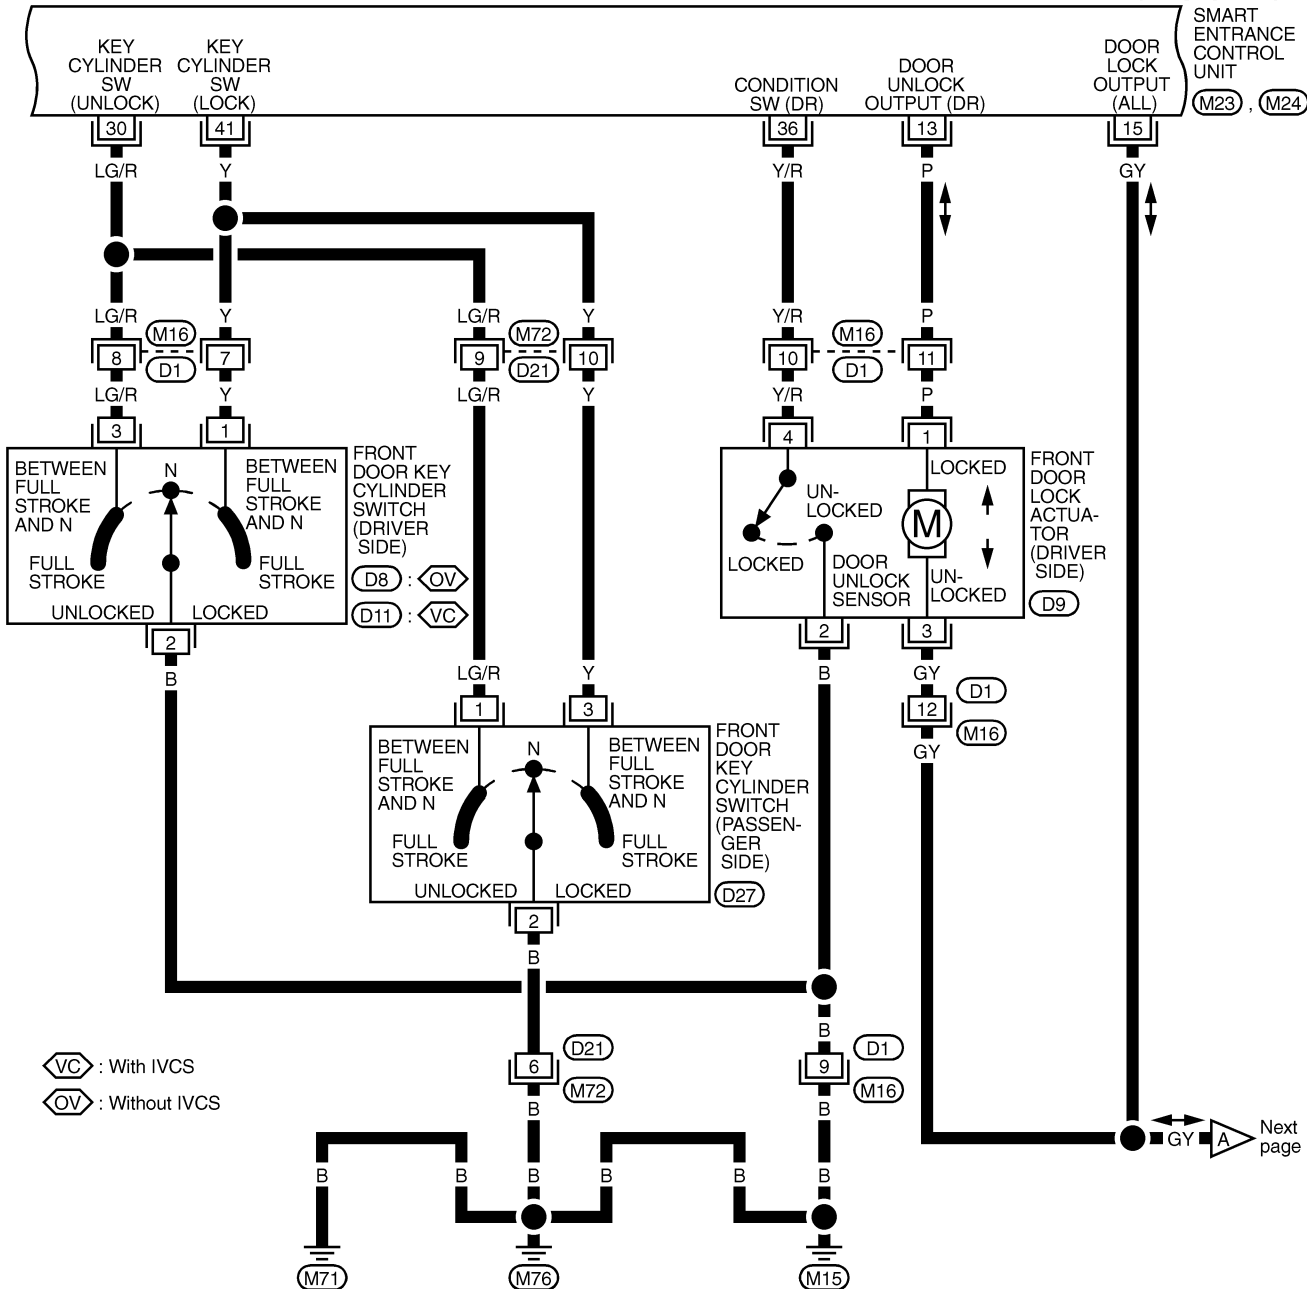 SMART
ENTRANCE
CONTROL
UNIT
M23 , M24
KEY
CYLINDER
SW
(UNLOCK)
KEY
CYLINDER
SW
(LOCK)
CONDITION
SW (DR)
DOOR
UNLOCK
OUTPUT (DR)
DOOR
LOCK
OUTPUT
(ALL)
30 41 36 13 15
LG/R Y Y/R P GY
LG/R Y LG/R Y Y/R P
M16 M72 M16
8 7 9 10 10 11
D1 D21 D1
LG/R Y LG/R Y Y/R P
3 1 4 1
BETWEEN
FULL
STROKE
AND N
N
BETWEEN
FULL
STROKE
AND N
FULL
STROKE
FULL
STROKE
UNLOCKED LOCKED
2
B
FRONT
DOOR KEY
CYLINDER
SWITCH
(DRIVER
SIDE)
D8 : OV
D11 : VC
UN-
LOCKED
LOCKED
DOOR
UNLOCK
SENSOR
LOCKED
M
UN-
LOCKED
FRONT
DOOR
LOCK
ACTUA-
TOR
(DRIVER
SIDE)
D9
2 3
B GY
D1
12
M16
GY
LG/R Y
1 3
BETWEEN
FULL
STROKE
AND N
N
BETWEEN
FULL
STROKE
AND N
FULL
STROKE
FULL
STROKE
UNLOCKED LOCKED
2
B
FRONT
DOOR
KEY
CYLINDER
SWITCH
(PASSEN-
GER
SIDE)
D27
B
D21 D1
6 9
M72 M16
B B
VC : With IVCS
OV : Without IVCS
GY A Next
page
B B B B B B
M71 M76 M15